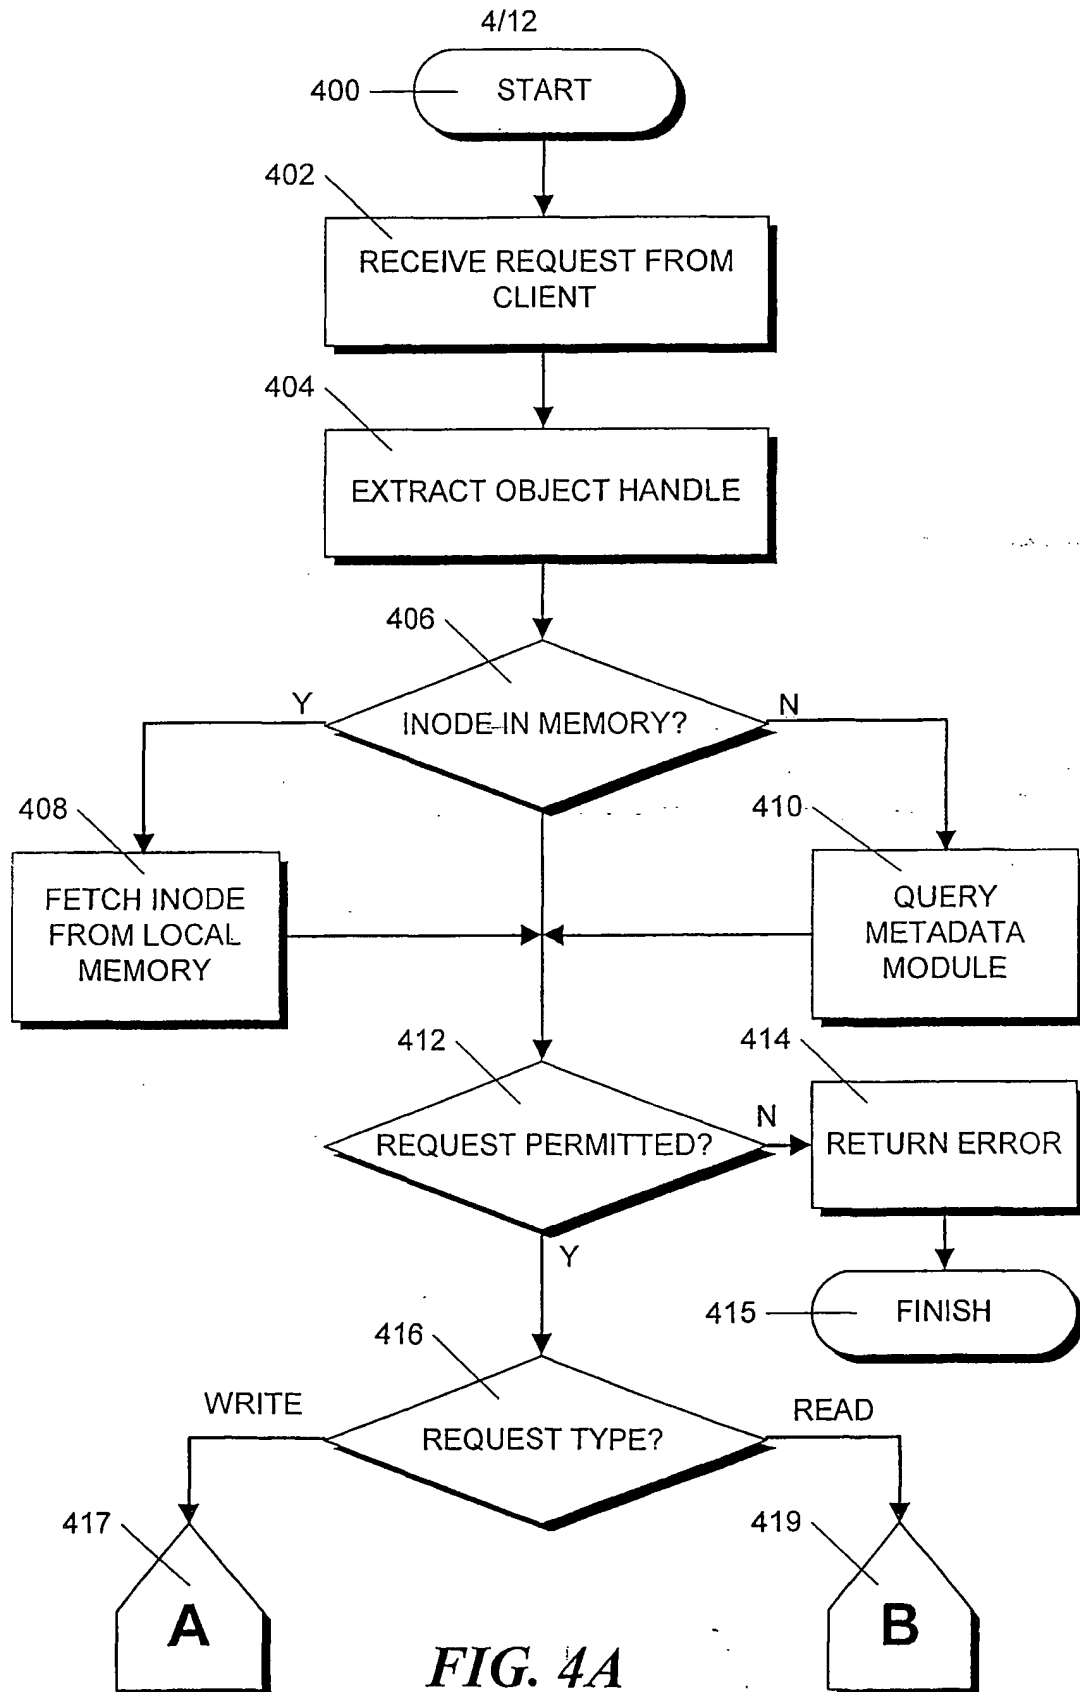 4/12
400
START
402
RECEIVE REQUEST FROM
CLIENT
404
EXTRACT OBJECT HANDLE
406
Y
N
INODE IN MEMORY?
408
410
FETCH INODE
FROM LOCAL
MEMORY
QUERY
METADATA
MODULE
412
414
REQUEST PERMITTED?
N
RETURN ERROR
Y
415
FINISH
416
WRITE
READ
REQUEST TYPE?
417
419
A
B
FIG. 4A